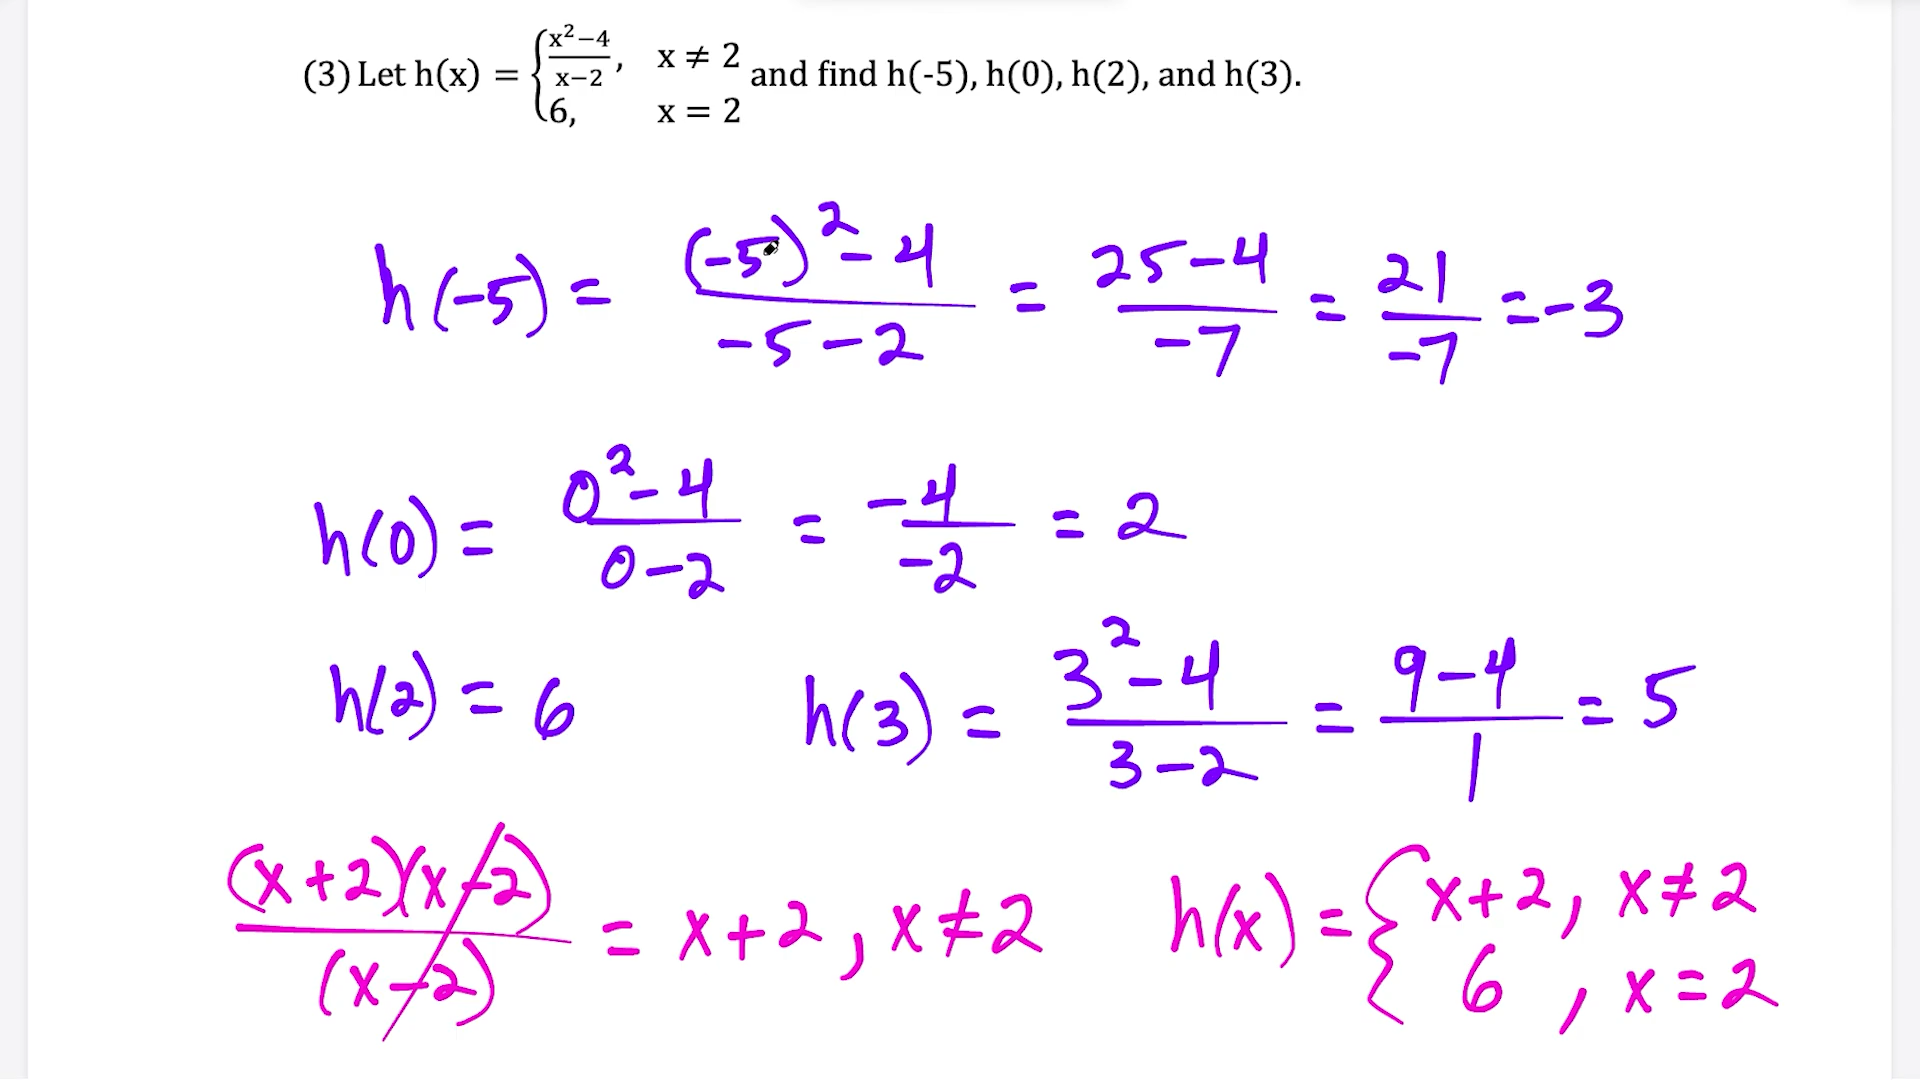 (3) Let h(x) = { (x²−4)/(x−2), x ≠ 2; 6, x = 2 and find h(-5), h(0), h(2), and h(3).
h(-5) = ((-5)² - 4)/(-5-2) = (25-4)/(-7) = 21/(-7) = -3
h(0) = (0²-4)/(0-2) = -4/-2 = 2
h(2) = 6
h(3) = (3²-4)/(3-2) = (9-4)/1 = 5
(x+2)(x-2)/(x-2) = x+2, x≠2
h(x) = { x+2, x≠2
6, x=2